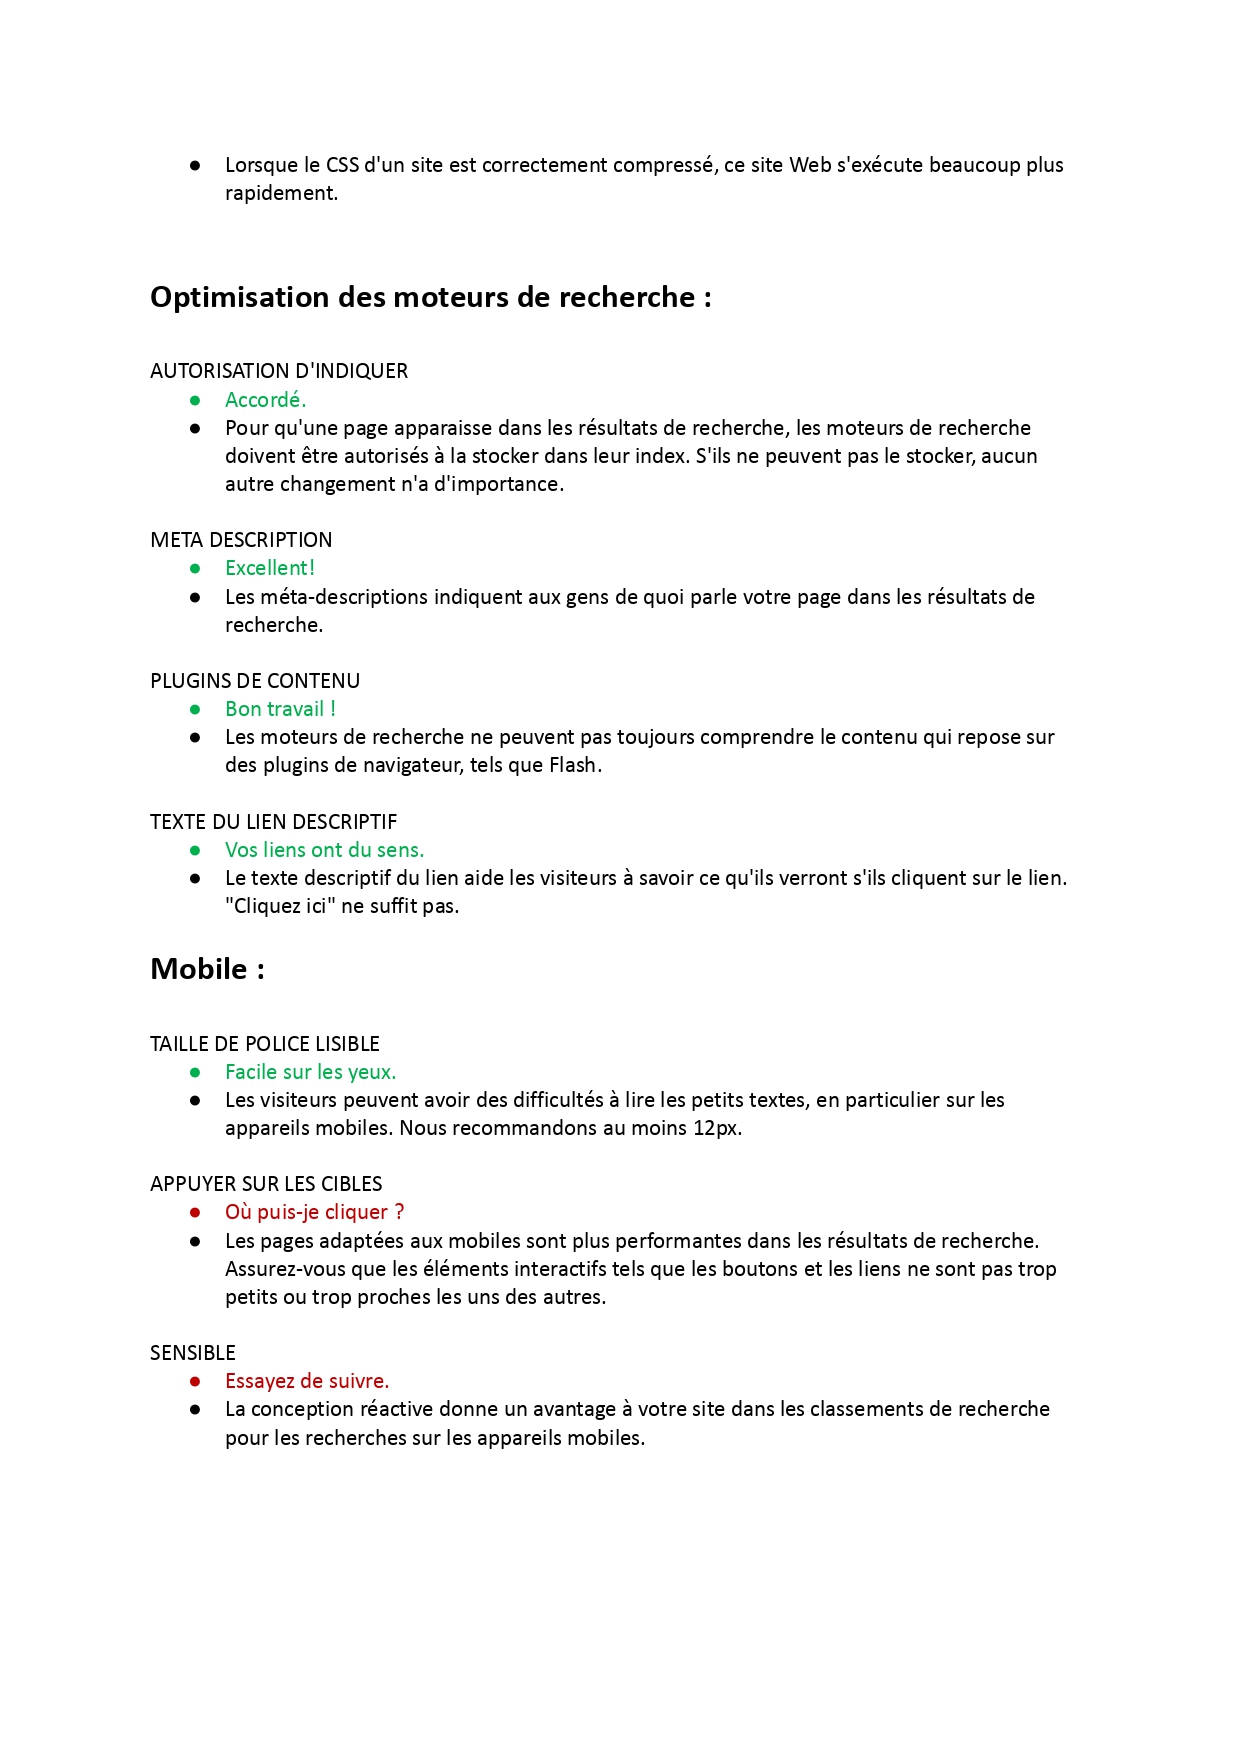 ● Lorsque le CSS d'un site est correctement compressé, ce site Web s'exécute beaucoup plus
rapidement.
Optimisation des moteurs de recherche :
AUTORISATION D'INDIQUER
● Accordé.
● Pour qu'une page apparaisse dans les résultats de recherche, les moteurs de recherche
doivent être autorisés à la stocker dans leur index. S'ils ne peuvent pas le stocker, aucun
autre changement n'a d'importance.
META DESCRIPTION
● Excellent!
● Les méta-descriptions indiquent aux gens de quoi parle votre page dans les résultats de
recherche.
PLUGINS DE CONTENU
● Bon travail !
● Les moteurs de recherche ne peuvent pas toujours comprendre le contenu qui repose sur
des plugins de navigateur, tels que Flash.
TEXTE DU LIEN DESCRIPTIF
● Vos liens ont du sens.
● Le texte descriptif du lien aide les visiteurs à savoir ce qu'ils verront s'ils cliquent sur le lien.
"Cliquez ici" ne suffit pas.
Mobile :
TAILLE DE POLICE LISIBLE
● Facile sur les yeux.
● Les visiteurs peuvent avoir des difficultés à lire les petits textes, en particulier sur les
appareils mobiles. Nous recommandons au moins 12px.
APPUYER SUR LES CIBLES
● Où puis-je cliquer ?
● Les pages adaptées aux mobiles sont plus performantes dans les résultats de recherche.
Assurez-vous que les éléments interactifs tels que les boutons et les liens ne sont pas trop
petits ou trop proches les uns des autres.
SENSIBLE
● Essayez de suivre.
● La conception réactive donne un avantage à votre site dans les classements de recherche
pour les recherches sur les appareils mobiles.